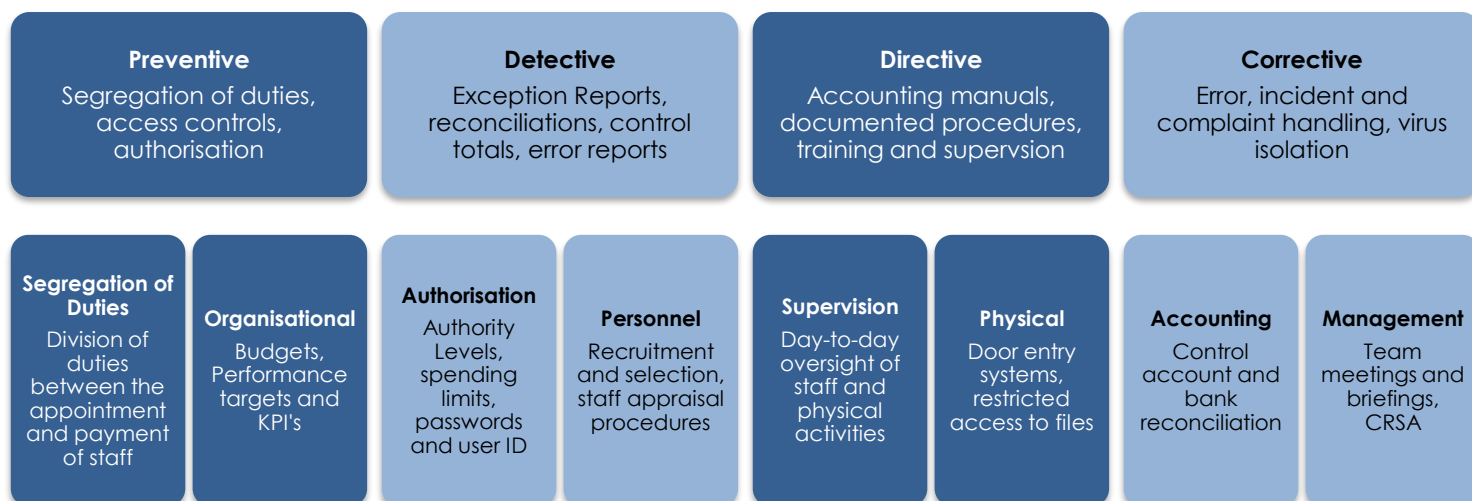 Preventive
Segregation of duties,
access controls,
authorisation
Detective
Exception Reports,
reconciliations, control
totals, error reports
Directive
Accounting manuals,
documented procedures,
training and supervsion
Corrective
Error, incident and
complaint handling, virus
isolation
Segregation of
Duties
Division of
duties
between the
appointment
and payment
of staff
Organisational
Budgets,
Performance
targets and
KPI's
Authorisation
Authority
Levels,
spending
limits,
passwords
and user ID
Personnel
Recruitment
and selection,
staff appraisal
procedures
Supervision
Day-to-day
oversight of
staff and
physical
activities
Physical
Door entry
systems,
restricted
access to files
Accounting
Control
account and
bank
reconciliation
Management
Team
meetings and
briefings,
CRSA